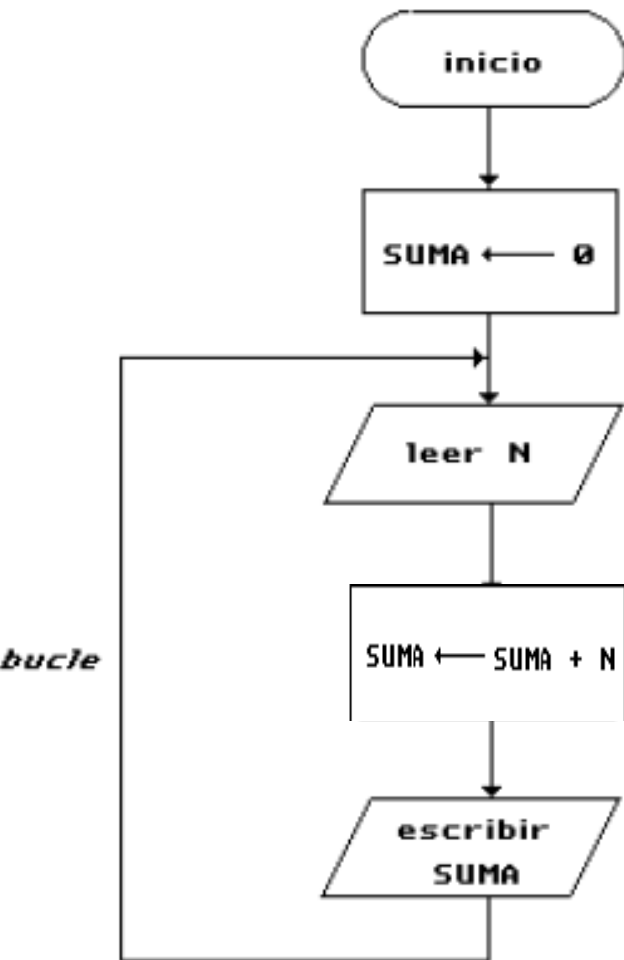 inicio
SUMA ← 0
leer N
bucle
SUMA ← SUMA + N
escribir
SUMA